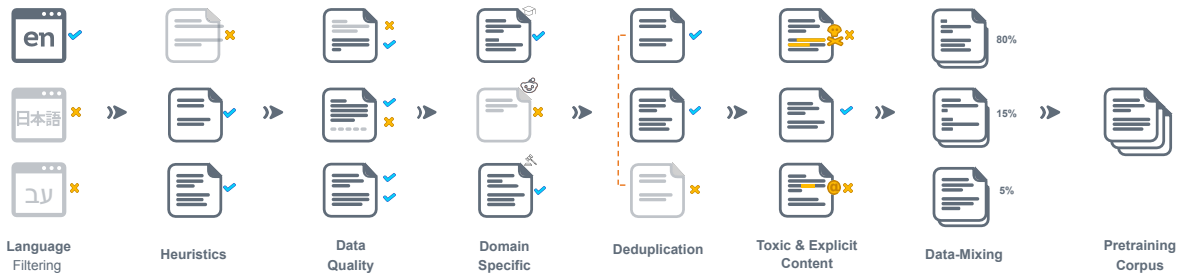 en
日本語
עב
80%
15%
5%
@
Language
Filtering
Heuristics
Data
Quality
Domain
Specific
Deduplication
Toxic & Explicit
Content
Data-Mixing
Pretraining
Corpus